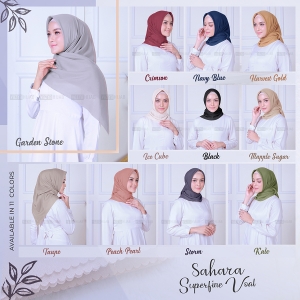 Crimson
Navy Blue
Harvest Gold
Garden Stone
Ice Cube
Black
Mapple Sugar
AVAILABLE IN 11 COLORS
Taupe
Peach Pearl
Storm
Kale
Sahara
Superfine Voal